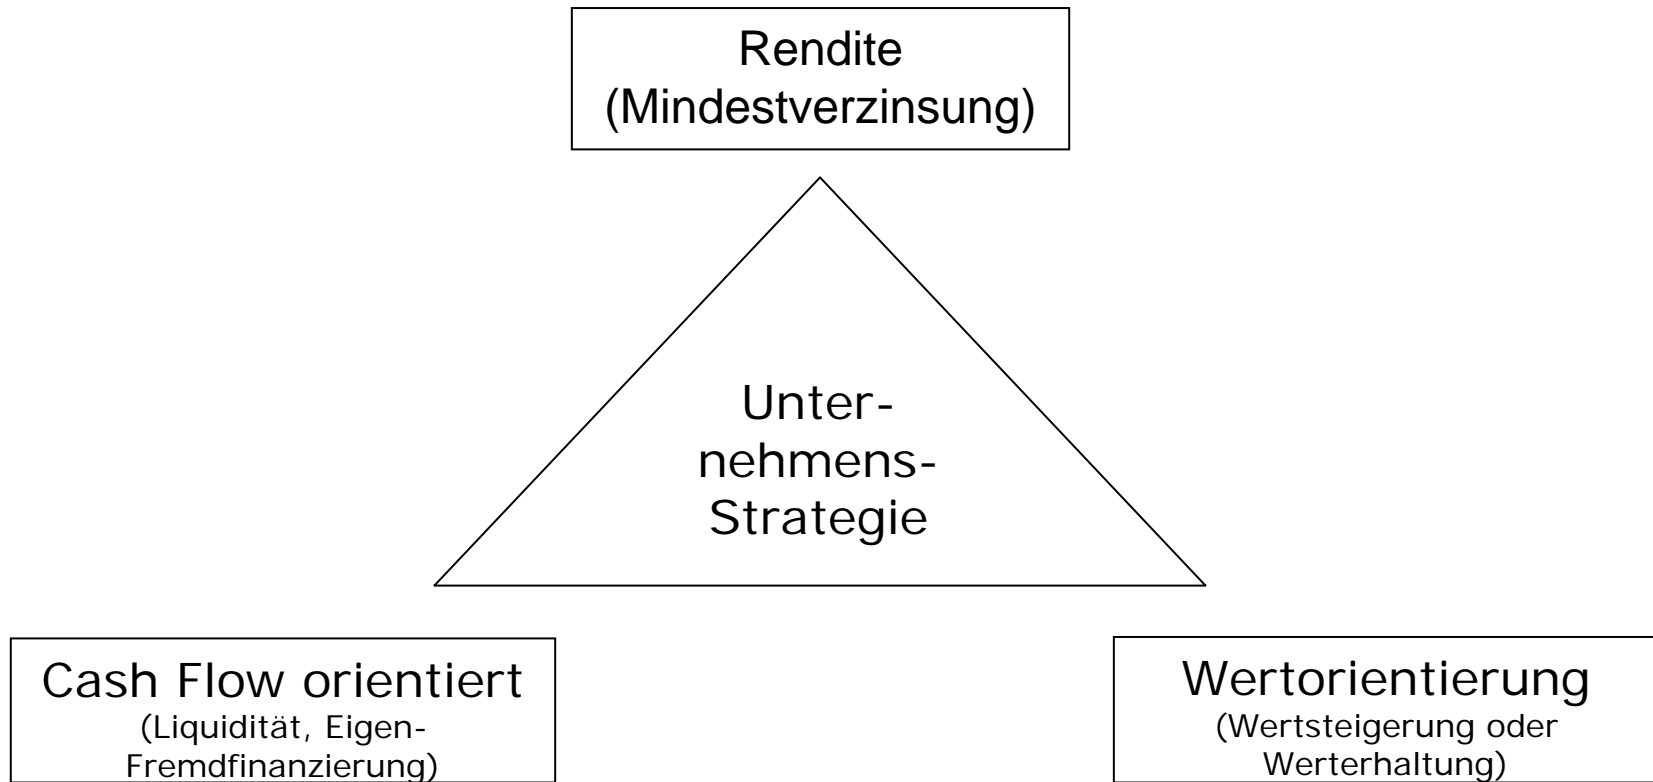 Rendite
(Mindestverzinsung)
Unter-
nehmens-
Strategie
Cash Flow orientiert
(Liquidität, Eigen-
Fremdfinanzierung)
Wertorientierung
(Wertsteigerung oder
Werterhaltung)